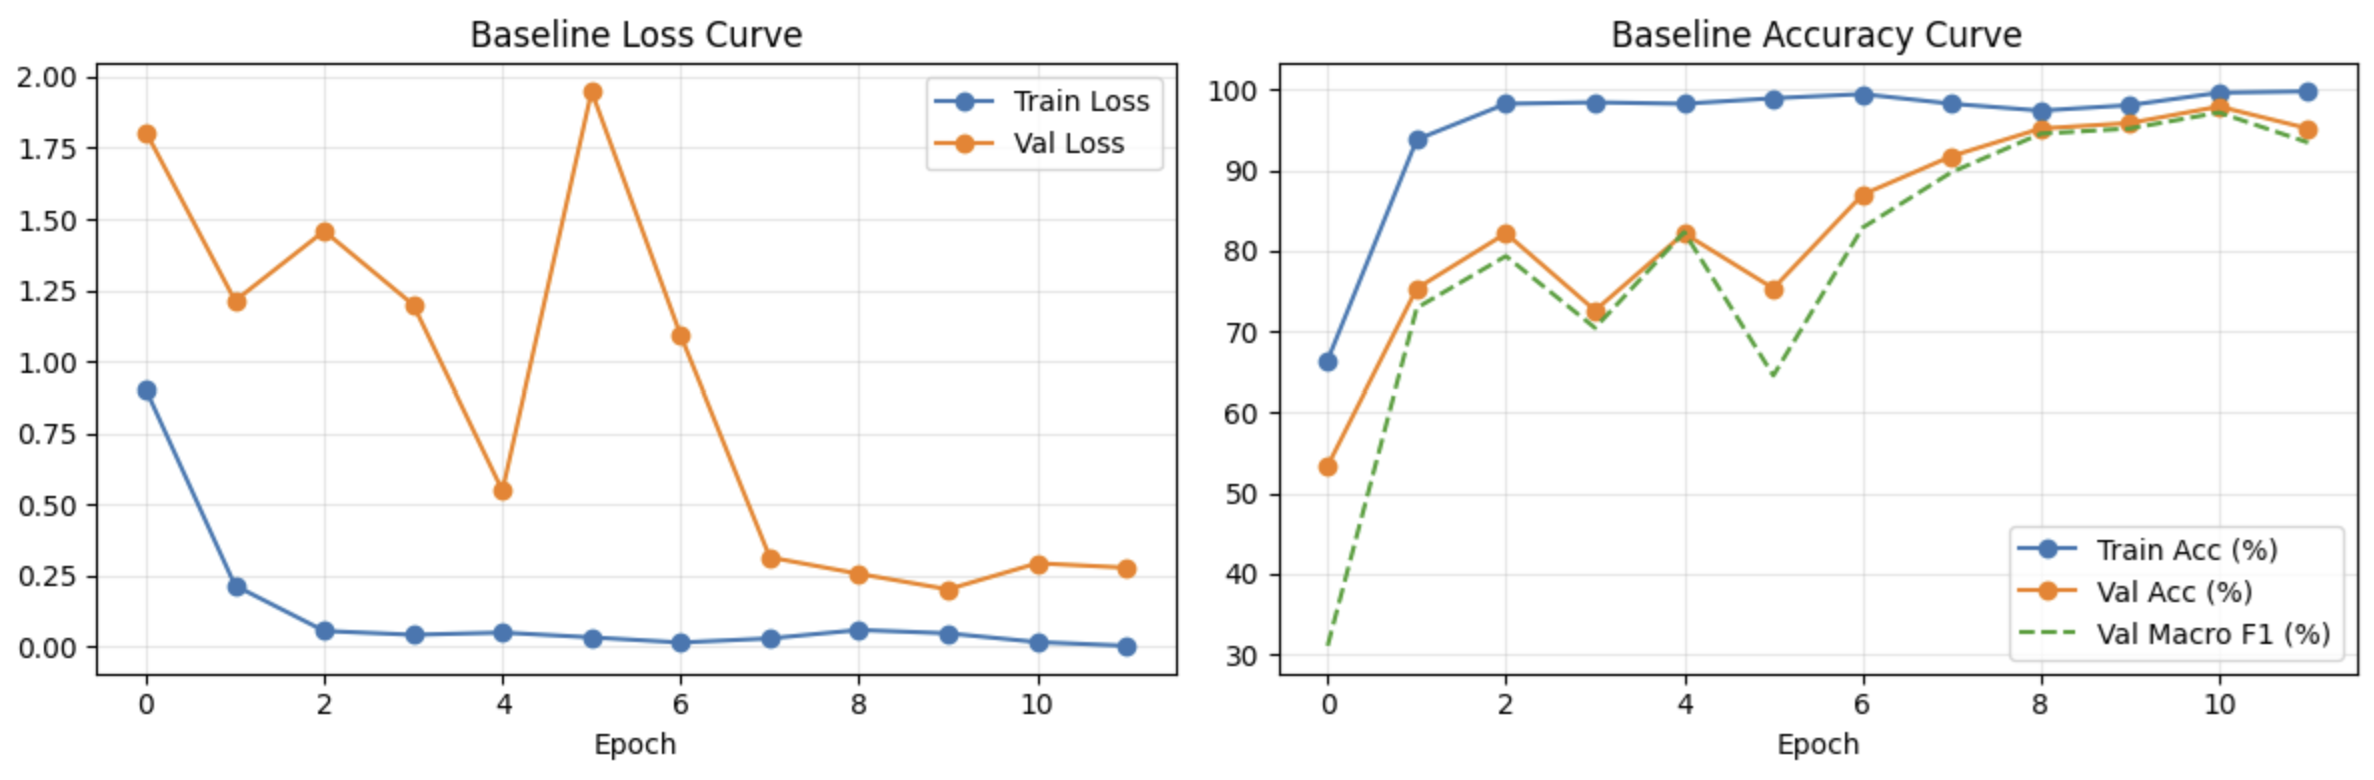 Baseline Loss Curve
2.00
1.75
1.50
1.25
1.00
0.75
0.50
0.25
0.00
Train Loss
Val Loss
0 2 4 6 8 10
Epoch
Baseline Accuracy Curve
100
90
80
70
60
50
40
30
Train Acc (%)
Val Acc (%)
Val Macro F1 (%)
0 2 4 6 8 10
Epoch